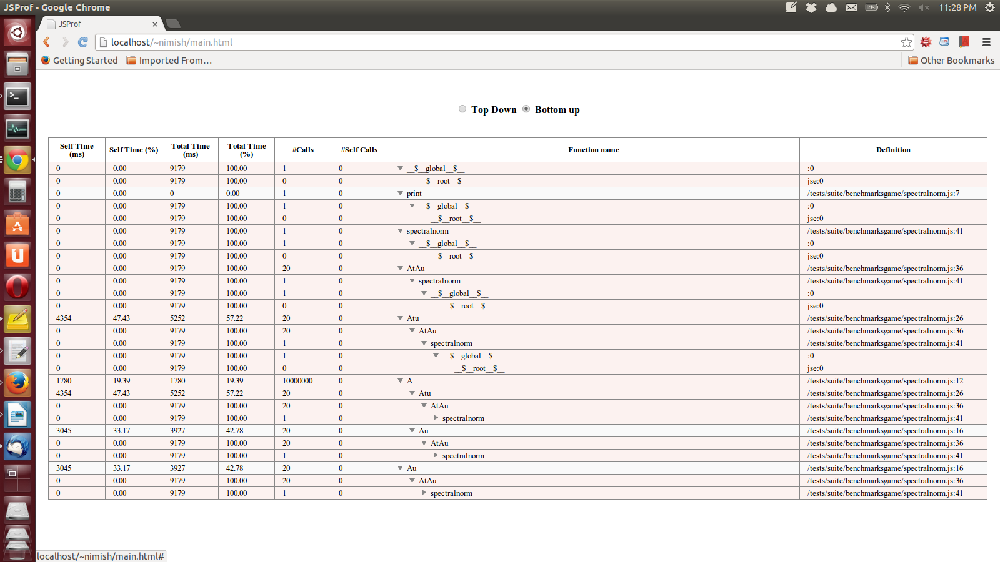 JSProf - Google Chrome
11:28 PM
JSProf
localhost/~nimish/main.html
Getting Started
Imported From...
Other Bookmarks
Top Down
Bottom up
Self Time (ms) Self Time (%) Total Time (ms) Total Time (%) #Calls #Self Calls Function name Definition
0 0.00 9179 100.00 1 0 __$__global__$__ :0
0 0.00 9179 100.00 0 0 __$__root__$__ jse:0
0 0.00 0 0.00 1 0 print /tests/suite/benchmarksgame/spectralnorm.js:7
0 0.00 9179 100.00 1 0 __$__global__$__ :0
0 0.00 9179 100.00 0 0 __$__root__$__ jse:0
0 0.00 9179 100.00 1 0 spectralnorm /tests/suite/benchmarksgame/spectralnorm.js:41
0 0.00 9179 100.00 1 0 __$__global__$__ :0
0 0.00 9179 100.00 0 0 __$__root__$__ jse:0
0 0.00 9179 100.00 20 0 AtAu /tests/suite/benchmarksgame/spectralnorm.js:36
0 0.00 9179 100.00 1 0 spectralnorm /tests/suite/benchmarksgame/spectralnorm.js:41
0 0.00 9179 100.00 1 0 __$__global__$__ :0
0 0.00 9179 100.00 0 0 __$__root__$__ jse:0
4354 47.43 5252 57.22 20 0 Atu /tests/suite/benchmarksgame/spectralnorm.js:26
0 0.00 9179 100.00 20 0 AtAu /tests/suite/benchmarksgame/spectralnorm.js:36
0 0.00 9179 100.00 1 0 spectralnorm /tests/suite/benchmarksgame/spectralnorm.js:41
0 0.00 9179 100.00 1 0 __$__global__$__ :0
0 0.00 9179 100.00 0 0 __$__root__$__ jse:0
1780 19.39 1780 19.39 10000000 0 A /tests/suite/benchmarksgame/spectralnorm.js:12
4354 47.43 5252 57.22 20 0 Atu /tests/suite/benchmarksgame/spectralnorm.js:26
0 0.00 9179 100.00 20 0 AtAu /tests/suite/benchmarksgame/spectralnorm.js:36
0 0.00 9179 100.00 1 0 spectralnorm /tests/suite/benchmarksgame/spectralnorm.js:41
3045 33.17 3927 42.78 20 0 Au /tests/suite/benchmarksgame/spectralnorm.js:16
0 0.00 9179 100.00 20 0 AtAu /tests/suite/benchmarksgame/spectralnorm.js:36
0 0.00 9179 100.00 1 0 spectralnorm /tests/suite/benchmarksgame/spectralnorm.js:41
3045 33.17 3927 42.78 20 0 Au /tests/suite/benchmarksgame/spectralnorm.js:16
0 0.00 9179 100.00 20 0 AtAu /tests/suite/benchmarksgame/spectralnorm.js:36
0 0.00 9179 100.00 1 0 spectralnorm /tests/suite/benchmarksgame/spectralnorm.js:41
localhost/~nimish/main.html#